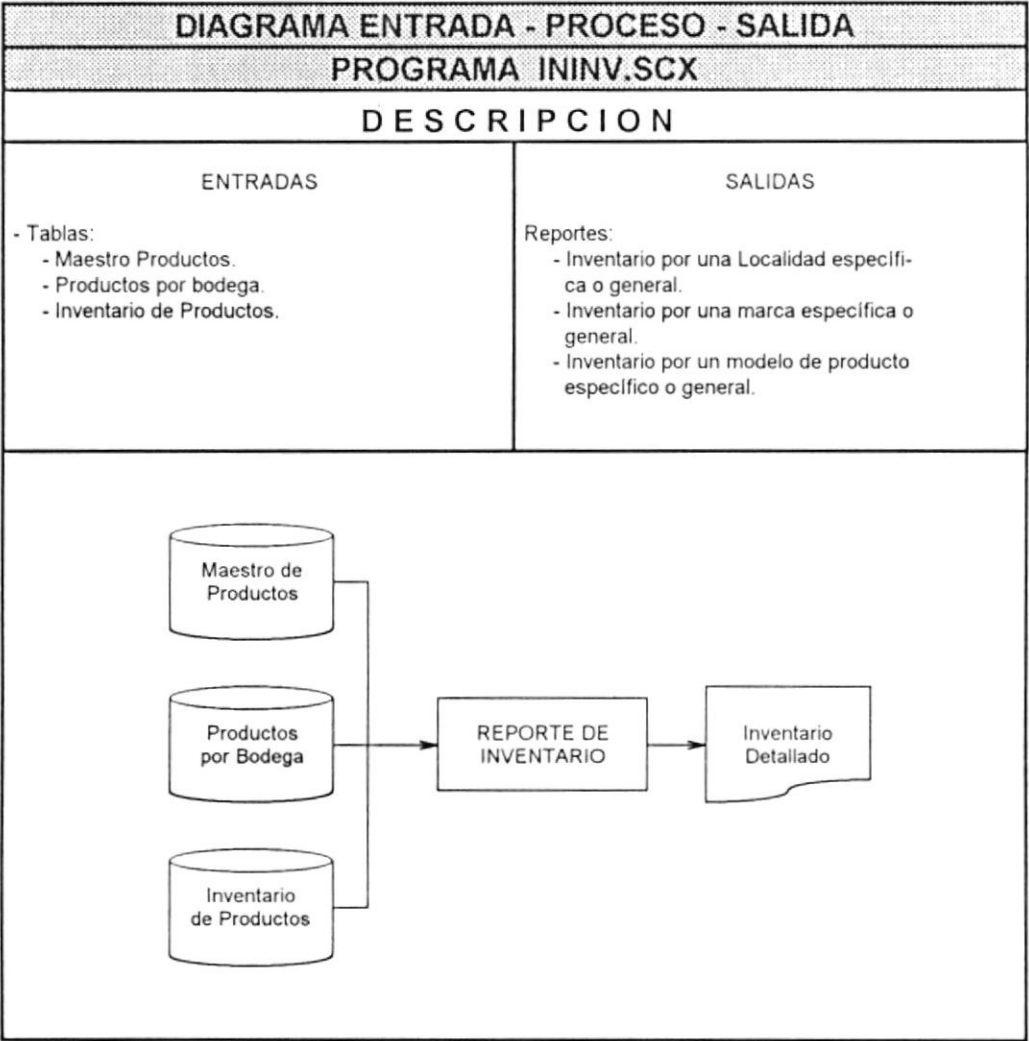 DIAGRAMA ENTRADA - PROCESO - SALIDA
PROGRAMA ININV.SCX
DESCRIPCION
ENTRADAS
- Tablas:
- Maestro Productos.
- Productos por bodega.
- Inventario de Productos.
SALIDAS
Reportes:
- Inventario por una Localidad específi-
ca o general.
- Inventario por una marca específica o
general.
- Inventario por un modelo de producto
específico o general.
Maestro de
Productos
Productos
por Bodega
Inventario
de Productos
REPORTE DE
INVENTARIO
Inventario
Detallado